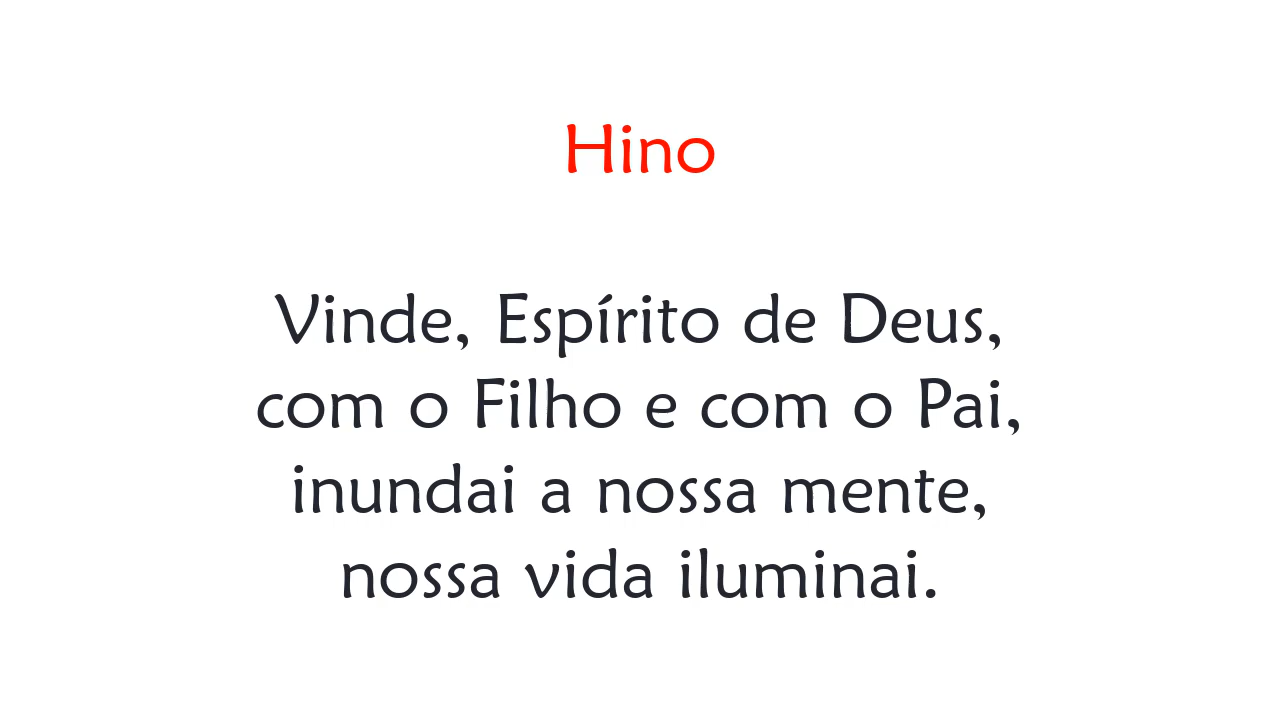 Hino
Vinde, Espírito de Deus,
com o Filho e com o Pai,
inundai a nossa mente,
nossa vida iluminai.